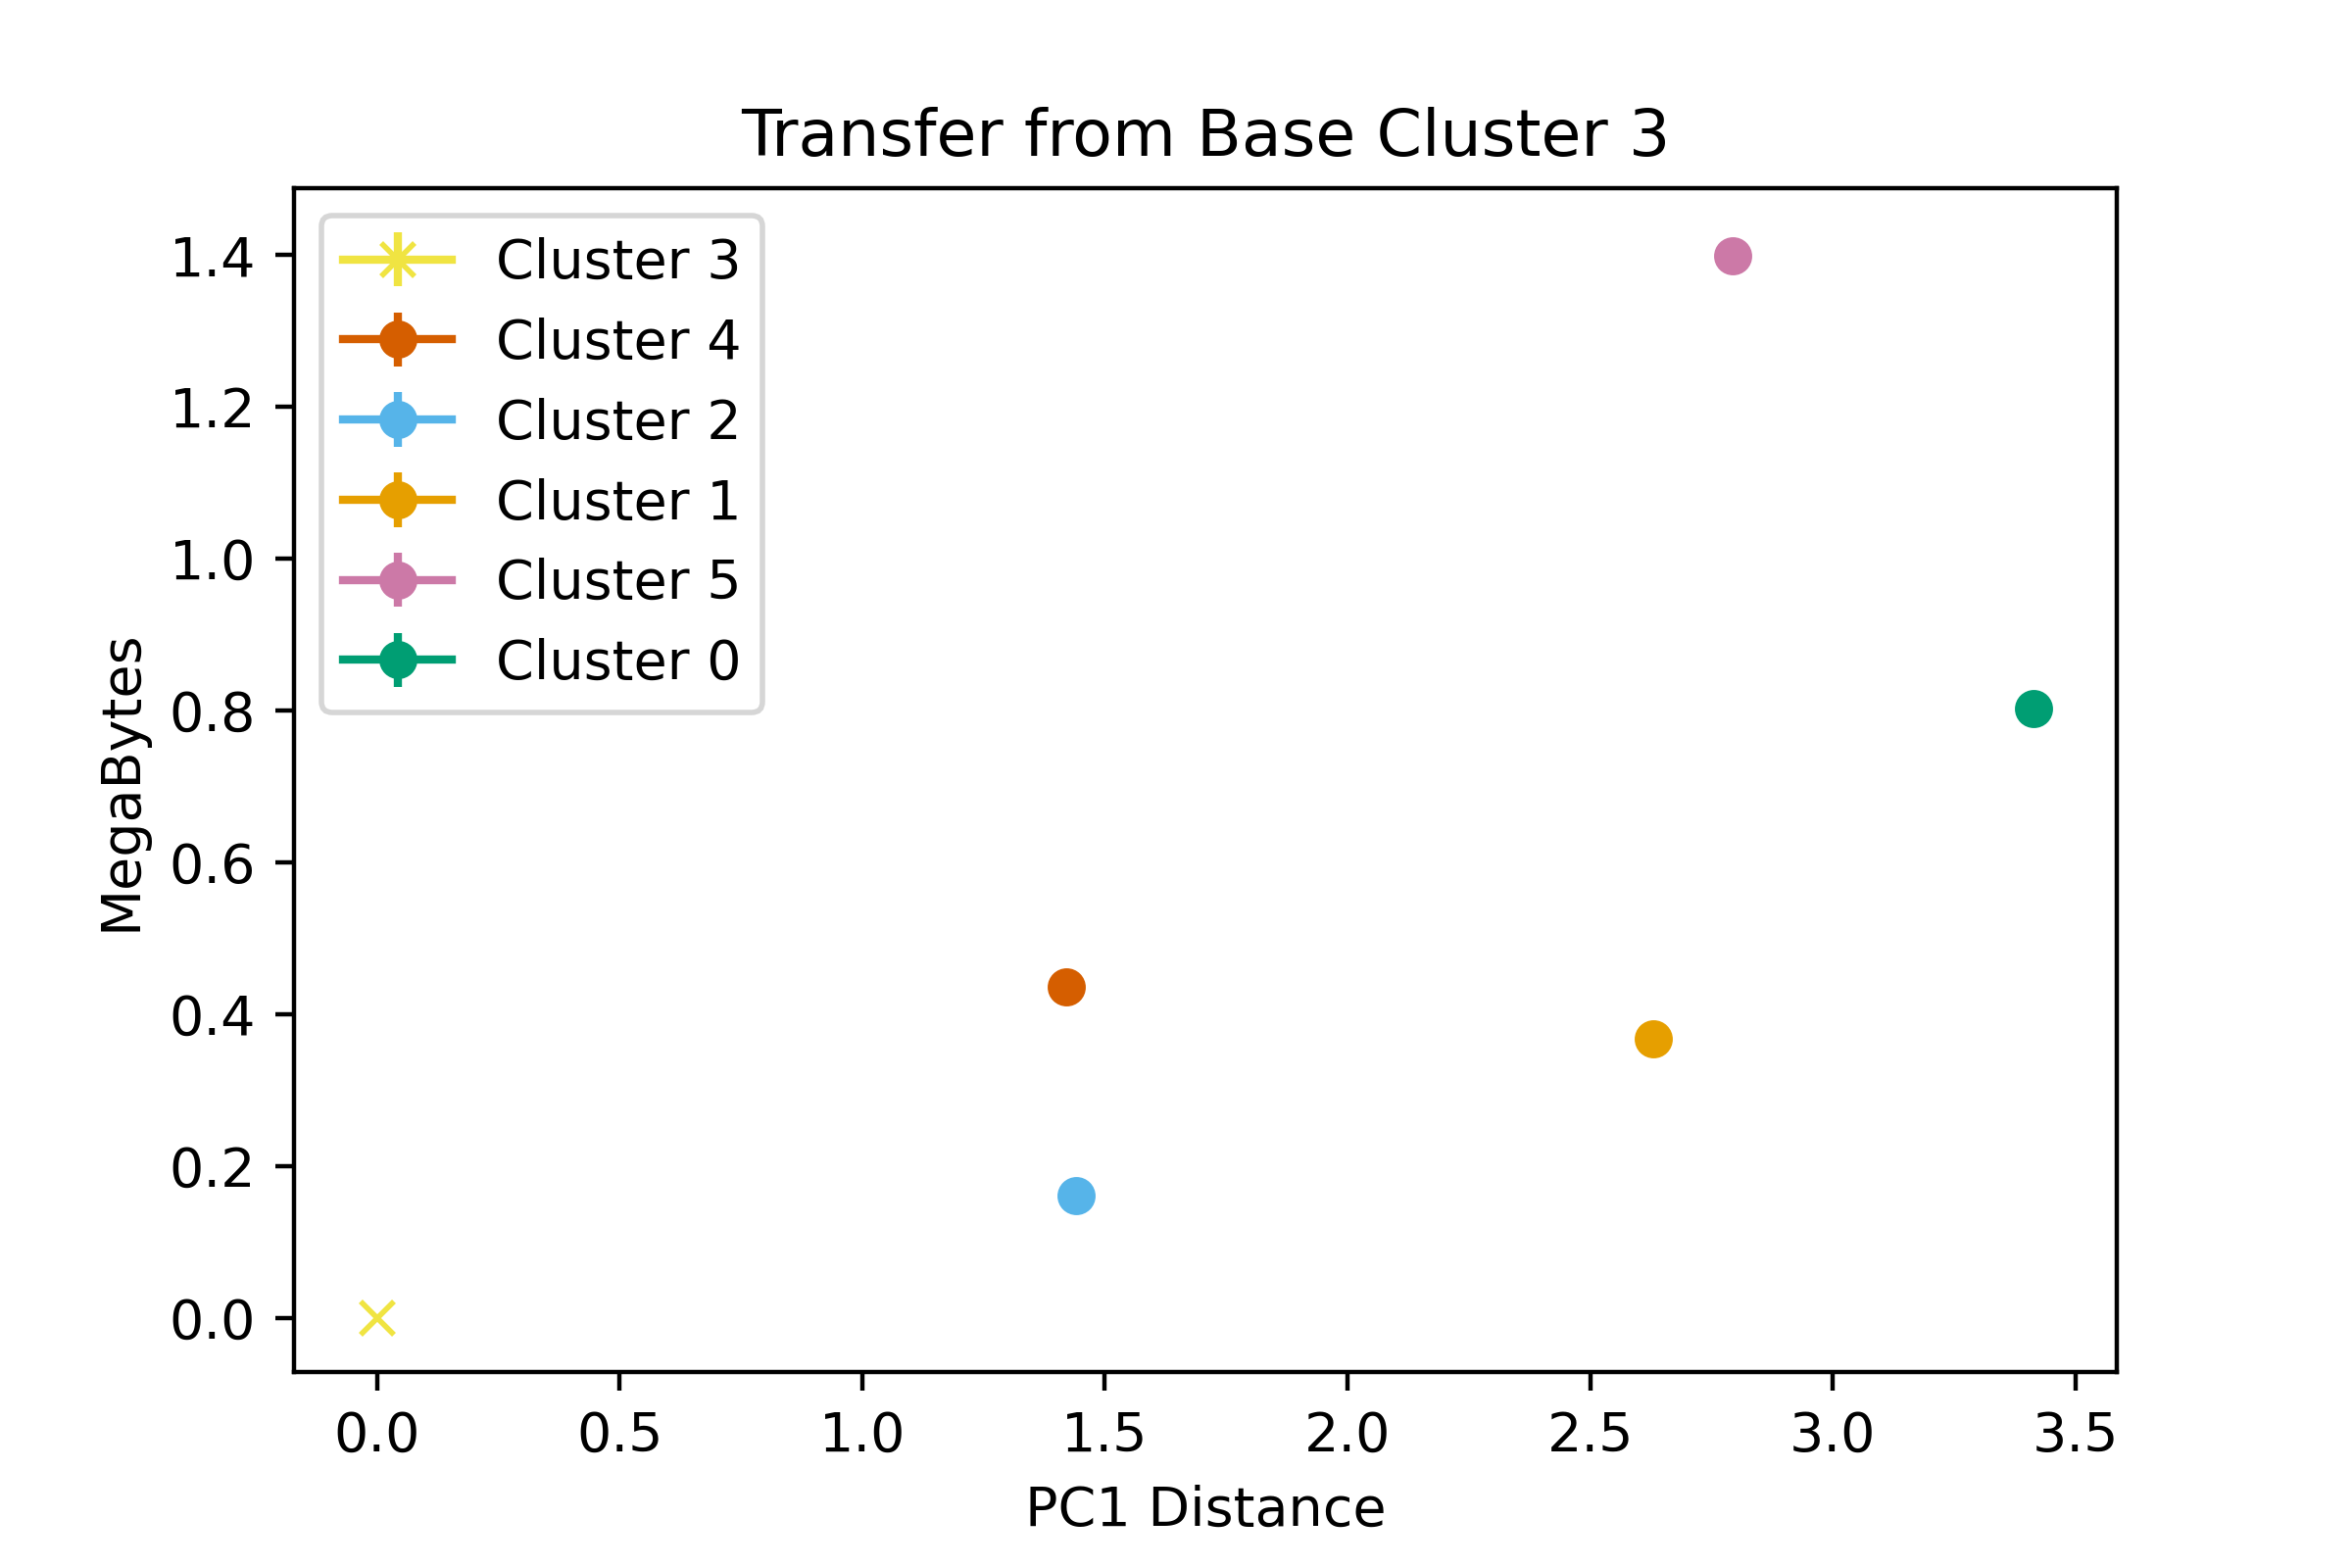 Transfer from Base Cluster 3
Cluster 3
Cluster 4
Cluster 2
Cluster 1
Cluster 5
Cluster 0
MegaBytes
1.4
1.2
1.0
0.8
0.6
0.4
0.2
0.0
0.0 0.5 1.0 1.5 2.0 2.5 3.0 3.5
PC1 Distance